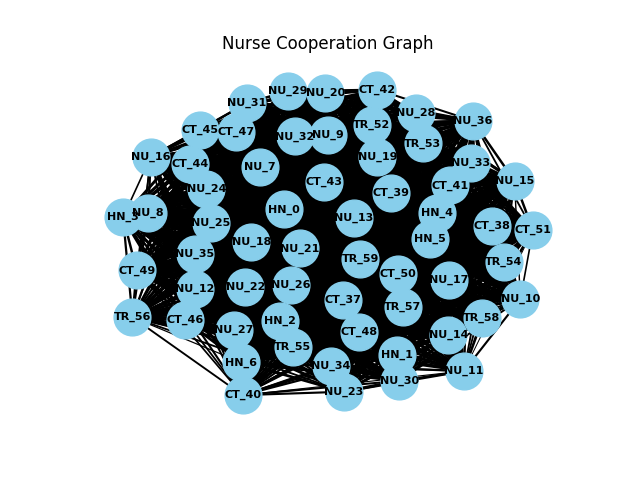 Nurse Cooperation Graph
NU_29
NU_20
CT_42
NU_31
NU_28
NU_36
CT_45
CT_47
NU_32
NU_9
TR_52
TR_53
NU_16
CT_44
NU_7
NU_19
NU_33
NU_24
CT_43
CT_39
CT_41
NU_15
HN_3
NU_8
NU_25
HN_0
NU_13
HN_4
CT_38
CT_51
NU_35
NU_18
NU_21
HN_5
CT_49
TR_59
CT_50
TR_54
NU_12
NU_22
NU_26
CT_37
NU_17
NU_10
TR_56
CT_46
NU_27
HN_2
CT_48
TR_57
NU_14
TR_58
HN_6
TR_55
NU_34
HN_1
NU_11
CT_40
NU_23
NU_30